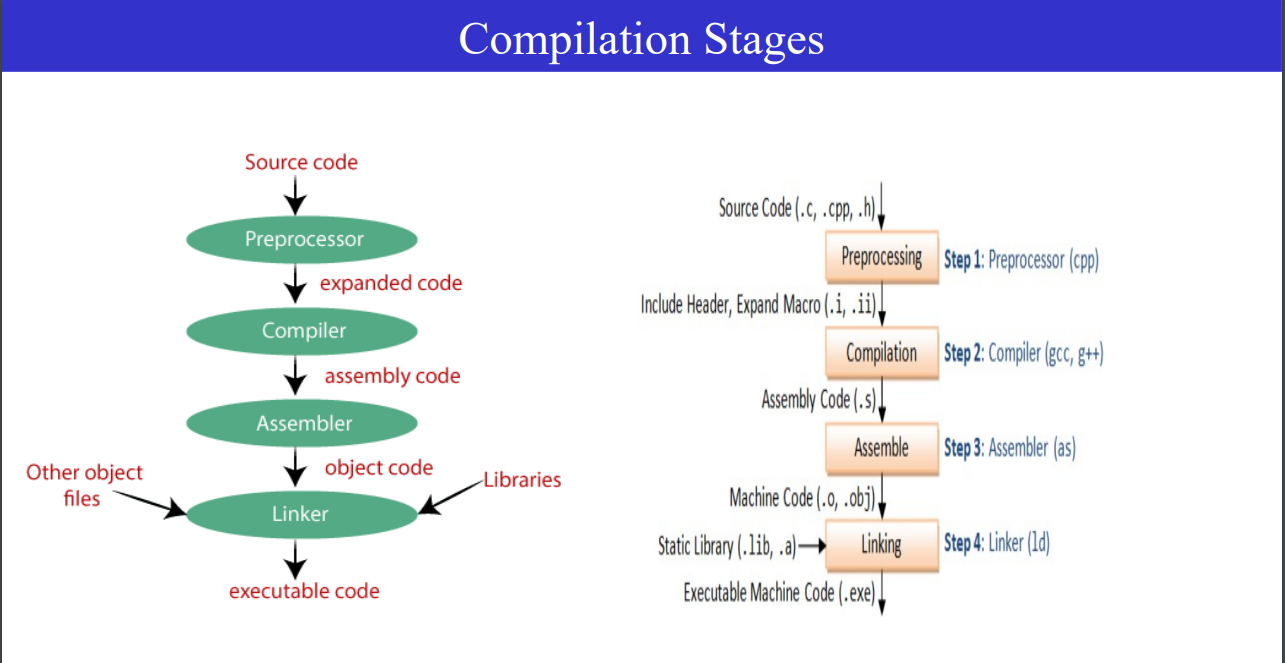 Compilation Stages
Source code
Preprocessor
expanded code
Compiler
assembly code
Assembler
Other object
files
object code
Libraries
Linker
executable code
Source Code (.c, .cpp, .h)
Preprocessing
Step 1: Preprocessor (cpp)
Include Header, Expand Macro (.i, .ii)
Compilation
Step 2: Compiler (gcc, g++)
Assembly Code (.s)
Assemble
Step 3: Assembler (as)
Machine Code (.o, .obj)
Static Library (.lib, .a)
Linking
Step 4: Linker (ld)
Executable Machine Code (.exe)